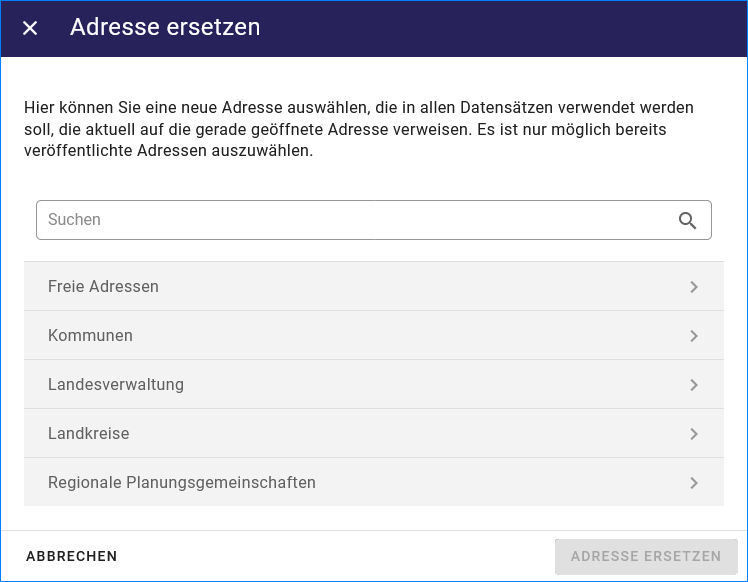 Adresse ersetzen
Hier können Sie eine neue Adresse auswählen, die in allen Datensätzen verwendet werden
soll, die aktuell auf die gerade geöffnete Adresse verweisen. Es ist nur möglich bereits
veröffentlichte Adressen auszuwählen.
Suchen
Freie Adressen
Kommunen
Landesverwaltung
Landkreise
Regionale Planungsgemeinschaften
ABBRECHEN
ADRESSE ERSETZEN